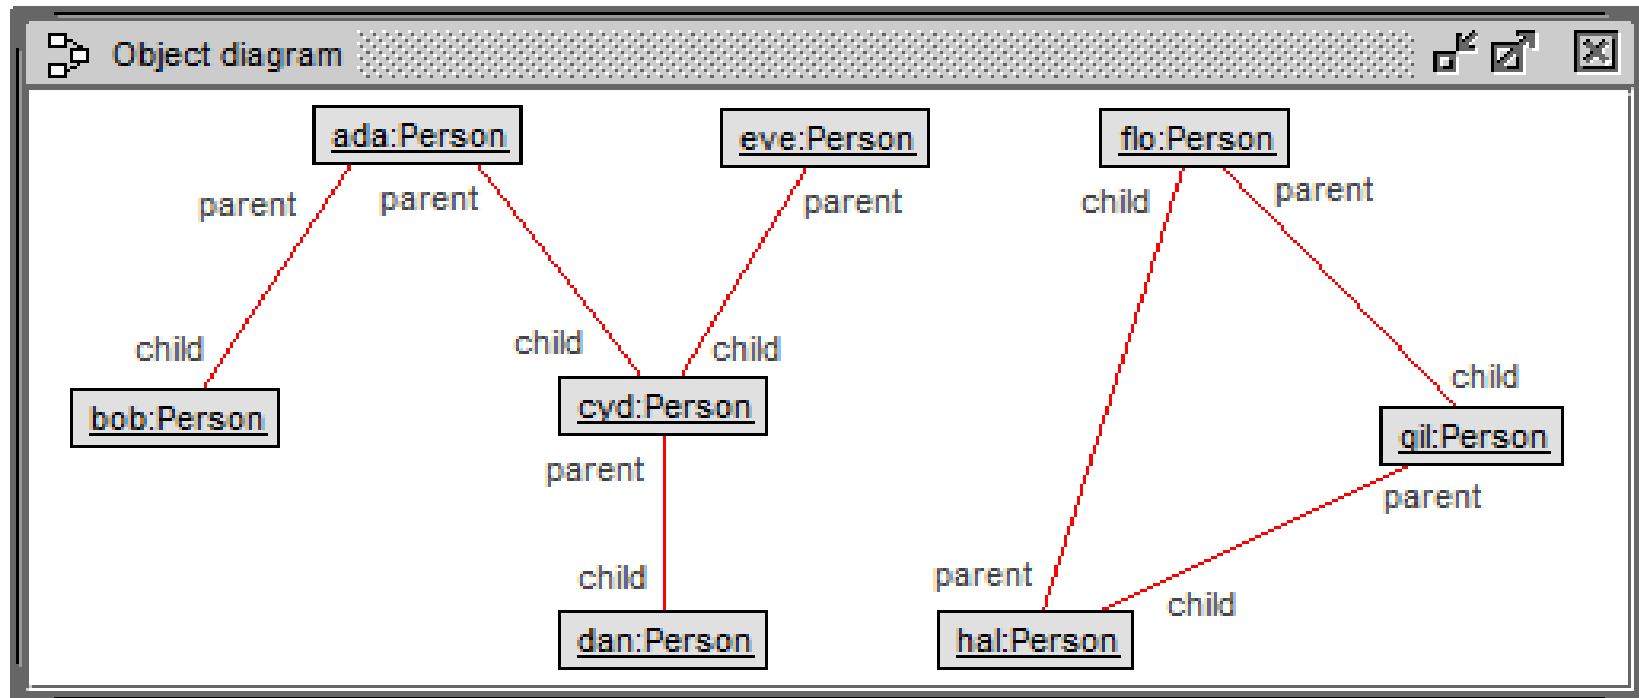 Object diagram
ada:Person
eve:Person
flo:Person
parent
parent
parent
child
parent
child
child
child
child
bob:Person
cyd:Person
gil:Person
parent
parent
child
parent
child
dan:Person
hal:Person